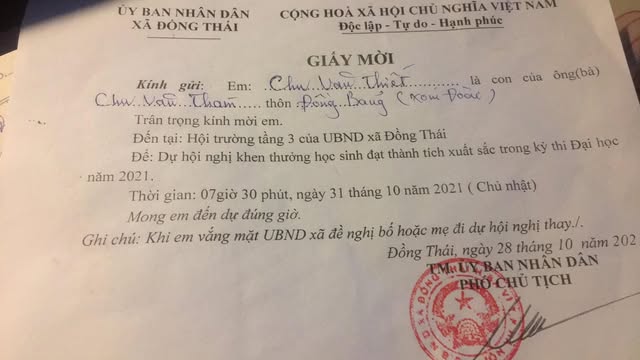 ỦY BAN NHÂN DÂN
XÃ ĐỒNG THÁI
CỘNG HOÀ XÃ HỘI CHỦ NGHĨA VIỆT NAM
Độc lập - Tự do - Hạnh phúc
GIẤY MỜI
Kính gửi: Em: Chu Văn Thiết là con của ông(bà)
Chu Văn Tham thôn Đồng Bảng (xóm Đoài)
Trân trọng kính mời em.
Đến tại: Hội trường tầng 3 của UBND xã Đồng Thái
Để: Dự hội nghị khen thưởng học sinh đạt thành tích xuất sắc trong kỳ thi Đại học
năm 2021.
Thời gian: 07giờ 30 phút, ngày 31 tháng 10 năm 2021 ( Chủ nhật)
Mong em đến dự đúng giờ.
Ghi chú: Khi em vắng mặt UBND xã đề nghị bố hoặc mẹ đi dự hội nghị thay./.
Đồng Thái, ngày 28 tháng 10 năm 202
TM. ỦY BAN NHÂN DÂN
PHÓ CHỦ TỊCH